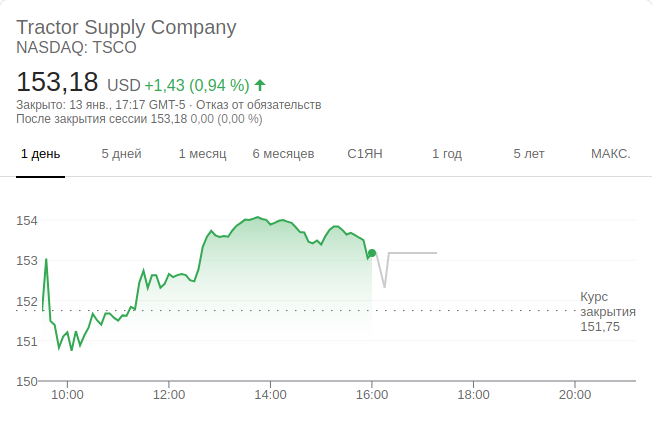 Tractor Supply Company
NASDAQ: TSCO
153,18 USD +1,43 (0,94 %)
Закрыто: 13 янв., 17:17 GMT-5 · Отказ от обязательств
После закрытия сессии 153,18 0,00 (0,00 %)
1 день 5 дней 1 месяц 6 месяцев С1ЯН 1 год 5 лет МАКС.
154
153
152
151
150
Курс
закрытия
151,75
10:00 12:00 14:00 16:00 18:00 20:00